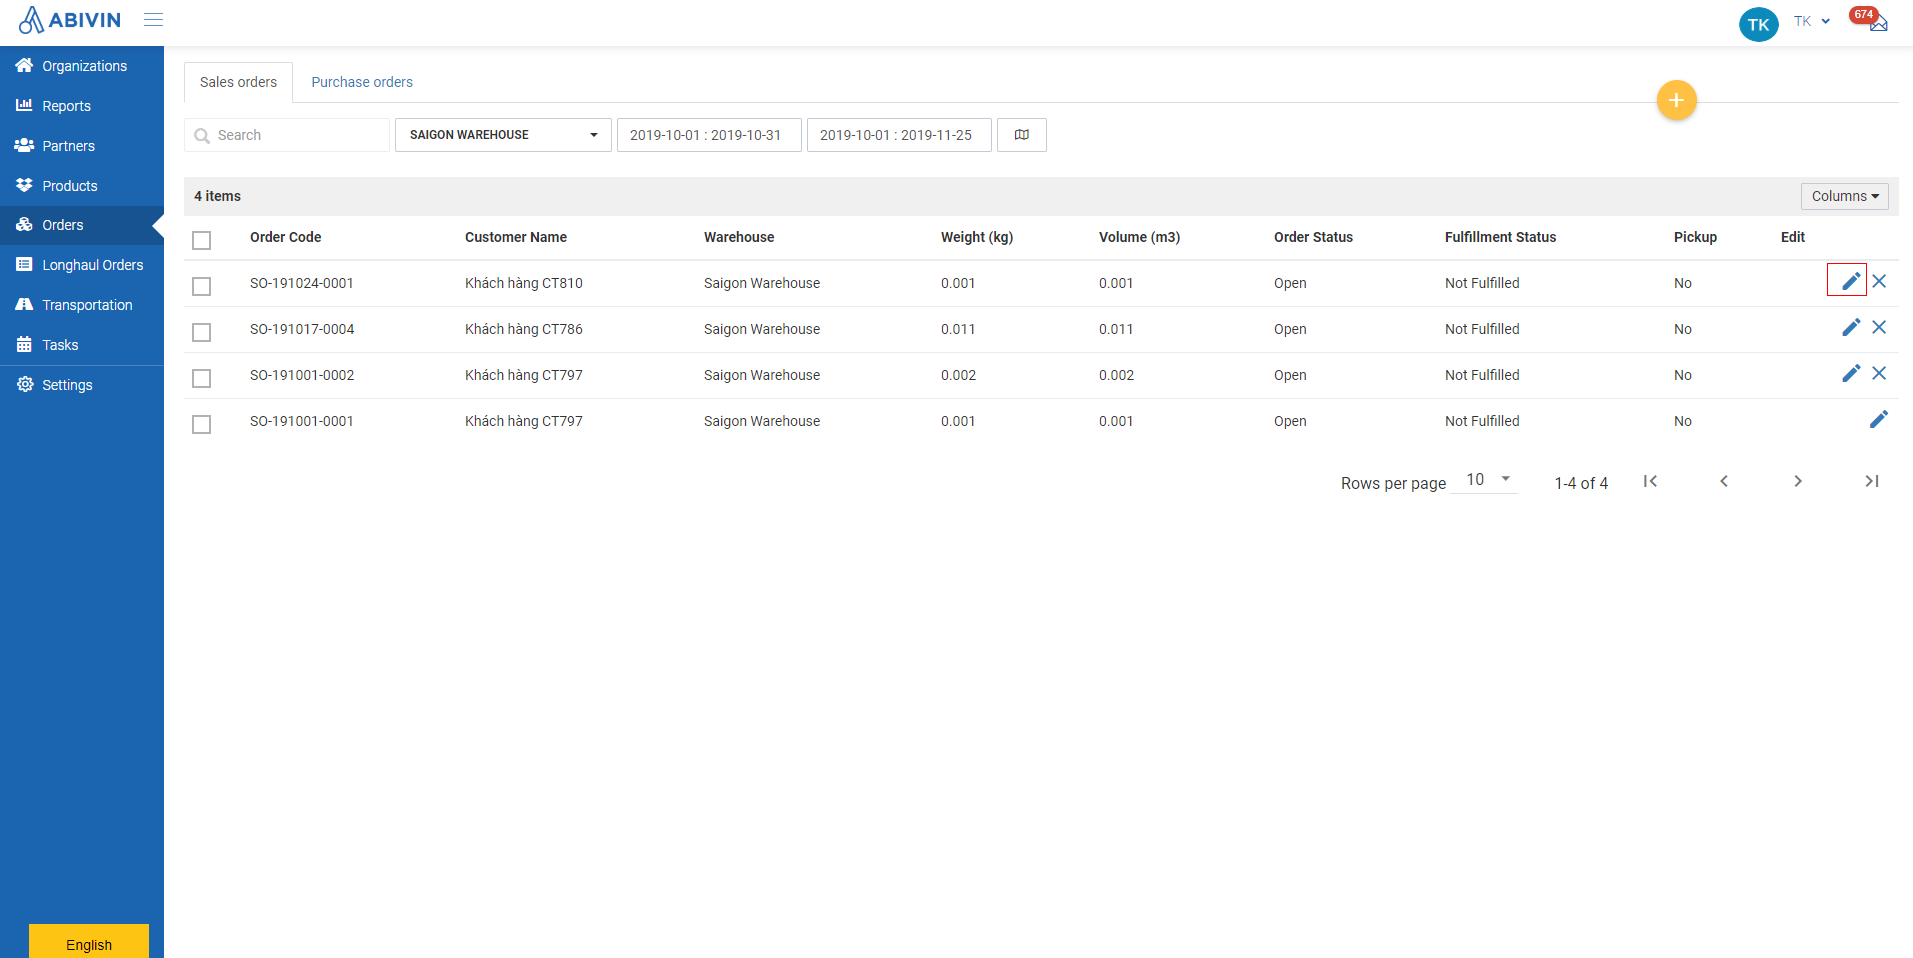 ABIVIN
TK TK 674
Organizations
Reports
Partners
Products
Orders
Longhaul Orders
Transportation
Tasks
Settings
English
Sales orders Purchase orders
+
Search SAIGON WAREHOUSE 2019-10-01 : 2019-10-31 2019-10-01 : 2019-11-25
4 items Columns
Order Code Customer Name Warehouse Weight (kg) Volume (m3) Order Status Fulfillment Status Pickup Edit
SO-191024-0001 Khách hàng CT810 Saigon Warehouse 0.001 0.001 Open Not Fulfilled No
SO-191017-0004 Khách hàng CT786 Saigon Warehouse 0.011 0.011 Open Not Fulfilled No
SO-191001-0002 Khách hàng CT797 Saigon Warehouse 0.002 0.002 Open Not Fulfilled No
SO-191001-0001 Khách hàng CT797 Saigon Warehouse 0.001 0.001 Open Not Fulfilled No
Rows per page 10 1-4 of 4